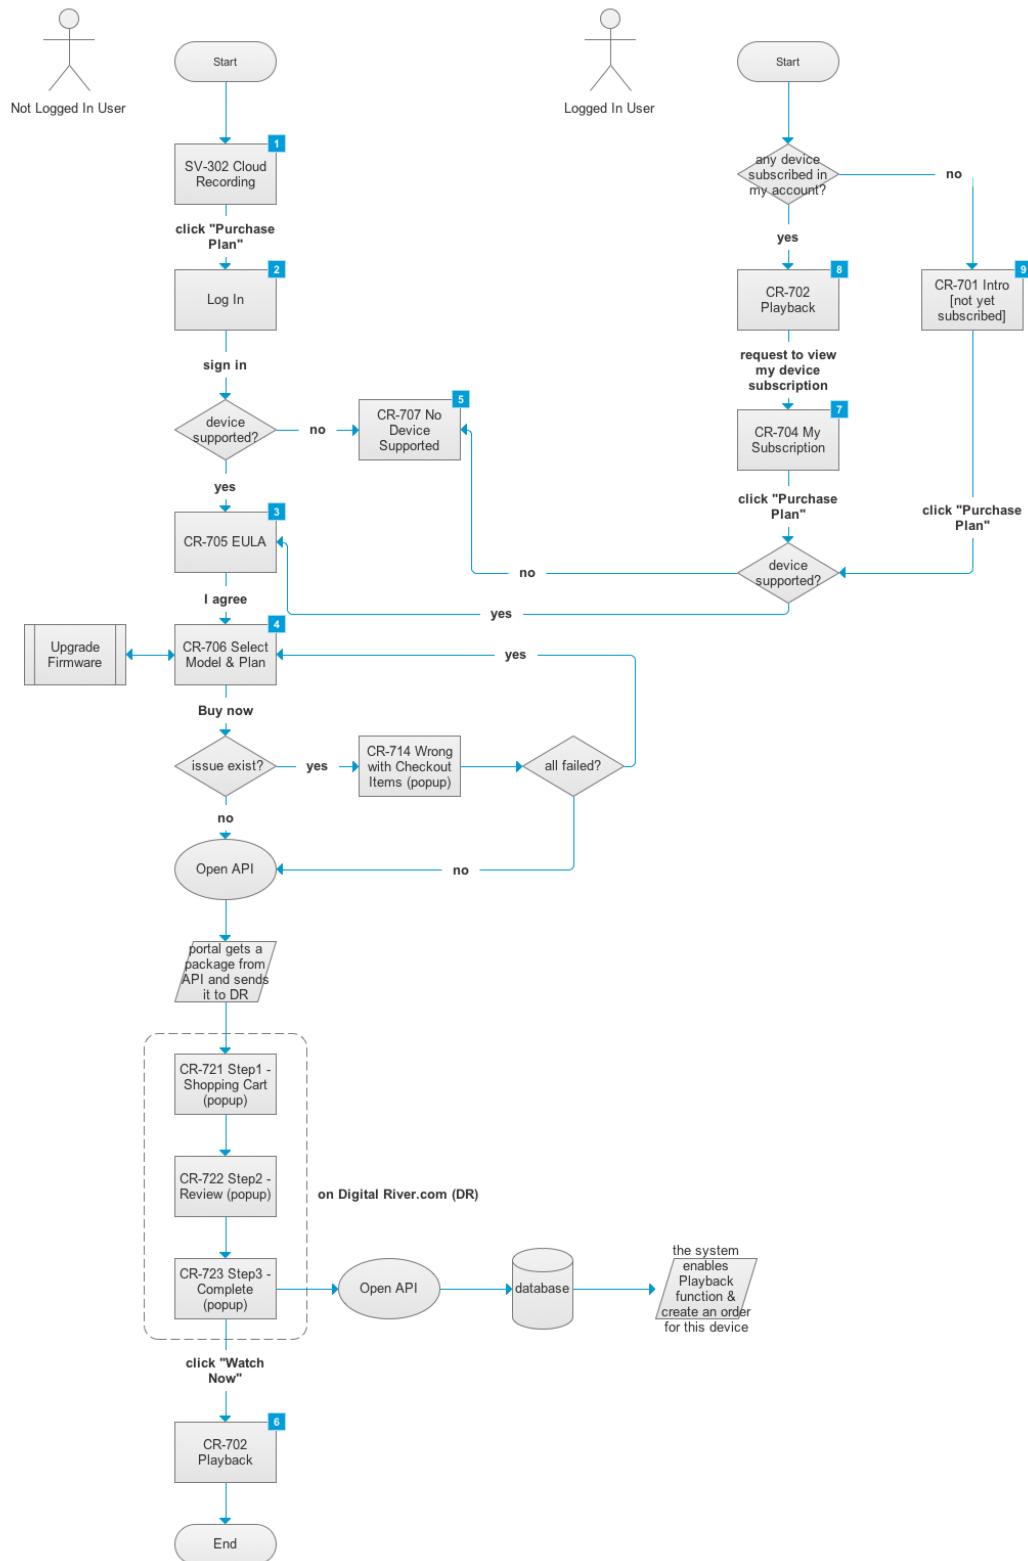 Not Logged In User
Start
1
SV-302 Cloud
Recording
click "Purchase
Plan"
2
Log In
sign in
device
supported?
no
5
CR-707 No
Device
Supported
yes
3
CR-705 EULA
I agree
4
CR-706 Select
Model & Plan
Upgrade
Firmware
Buy now
issue exist?
yes
CR-714 Wrong
with Checkout
Items (popup)
all failed?
yes
no
no
Open API
portal gets a
package from
API and sends
it to DR
CR-721 Step1 -
Shopping Cart
(popup)
CR-722 Step2 -
Review (popup)
on Digital River.com (DR)
CR-723 Step3 -
Complete
(popup)
Open API
database
the system
enables
Playback
function &
create an order
for this device
click "Watch
Now"
6
CR-702
Playback
End
Logged In User
Start
any device
subscribed in
my account?
no
yes
8
CR-702
Playback
9
CR-701 Intro
[not yet
subscribed]
request to view
my device
subscription
7
CR-704 My
Subscription
click "Purchase
Plan"
click "Purchase
Plan"
device
supported?
no
yes